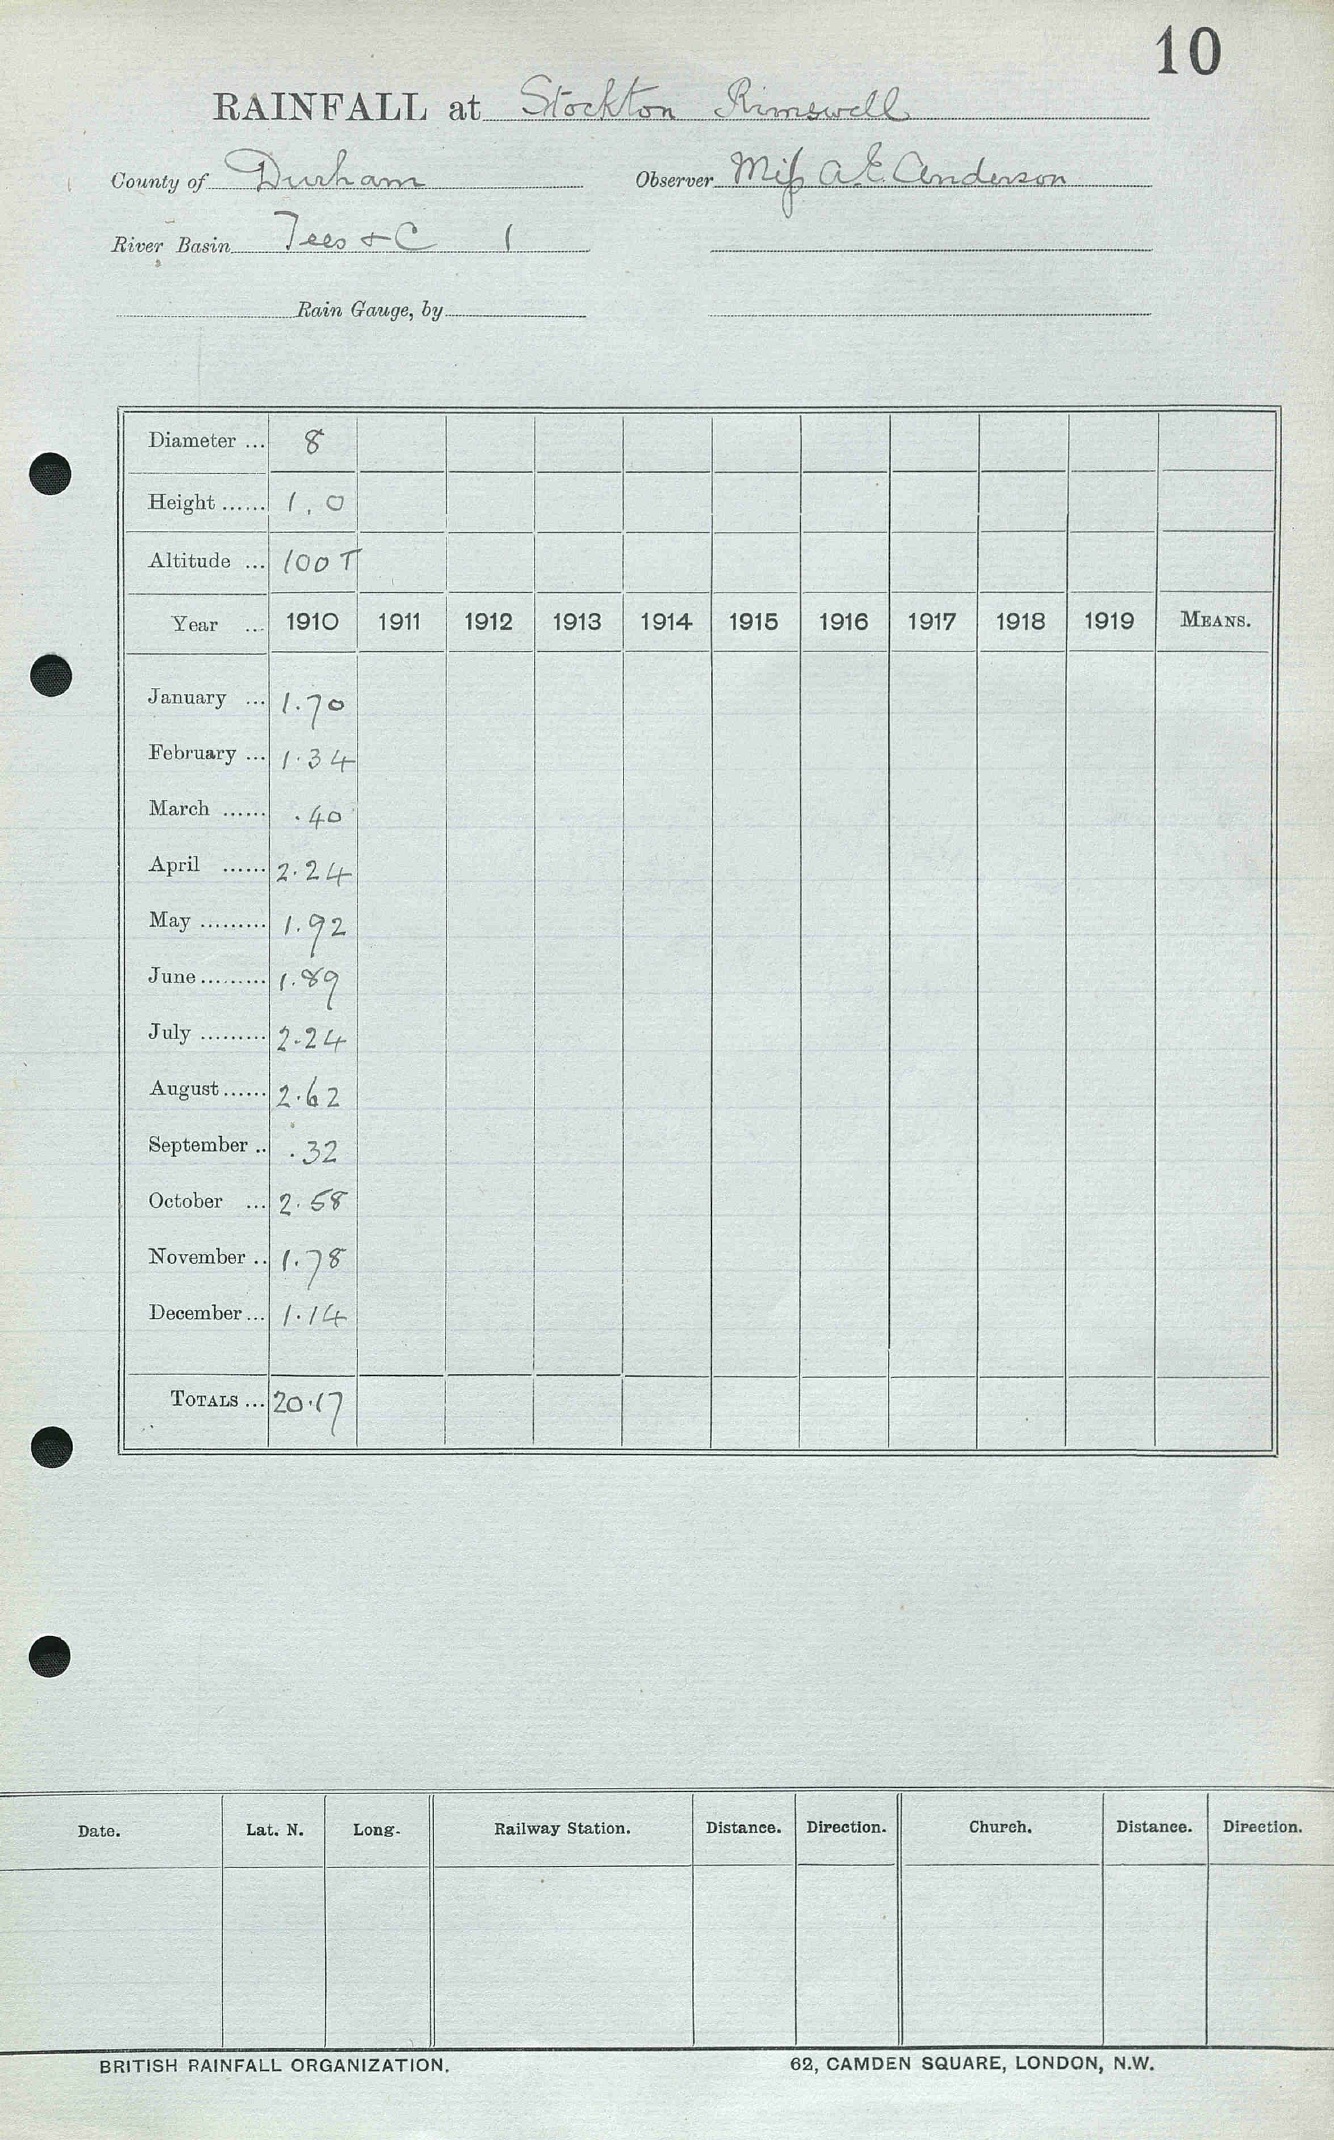 10
RAINFALL at Stockton Rimswell
County of Durham Observer Miss A.E. Anderson
River Basin Tees & C 1
Rain Gauge, by
Diameter ... 8
Height ...... 1.0
Altitude ... 100 T
Year ... 1910 1911 1912 1913 1914 1915 1916 1917 1918 1919 MEANS.
January ... 1.70
February ... 1.34
March ...... .40
April ...... 2.24
May ......... 1.92
June ......... 1.89
July ......... 2.24
August ...... 2.62
September .. .32
October ... 2.58
November .. 1.78
December ... 1.14
TOTALS ... 20.17
Date. Lat. N. Long. Railway Station. Distance. Direction. Church. Distance. Direction.
BRITISH RAINFALL ORGANIZATION. 62, CAMDEN SQUARE, LONDON, N.W.